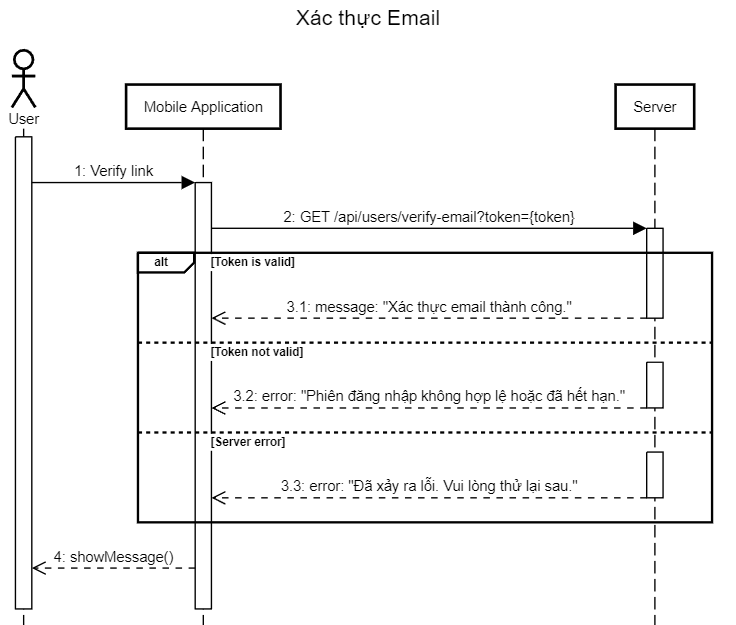 Xác thực Email
User
Mobile Application
Server
1: Verify link
2: GET /api/users/verify-email?token={token}
alt
[Token is valid]
3.1: message: "Xác thực email thành công."
[Token not valid]
3.2: error: "Phiên đăng nhập không hợp lệ hoặc đã hết hạn."
[Server error]
3.3: error: "Đã xảy ra lỗi. Vui lòng thử lại sau."
4: showMessage()